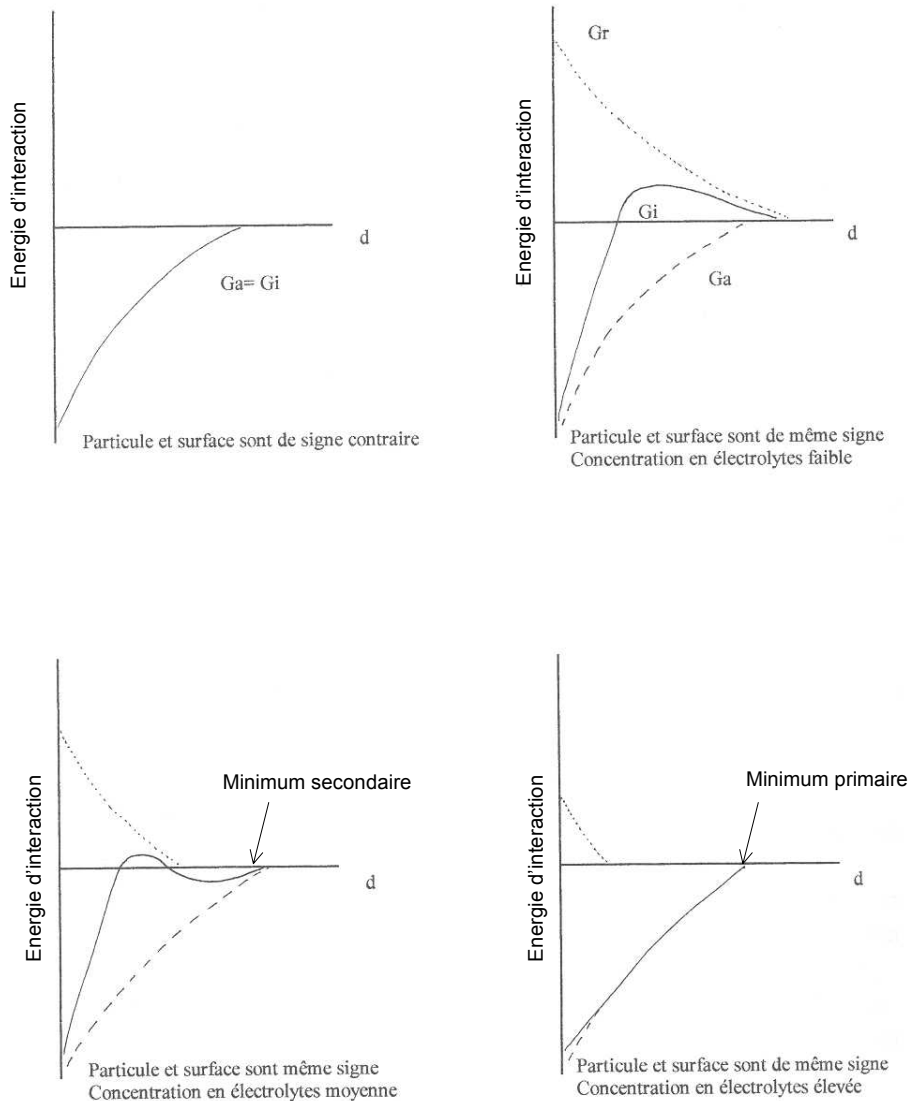 Energie d'interaction
d
Ga= Gi
Particule et surface sont de signe contraire
Energie d'interaction
Gr
Gi
d
Ga
Particule et surface sont de même signe
Concentration en électrolytes faible
Energie d'interaction
Minimum secondaire
d
Particule et surface sont même signe
Concentration en électrolytes moyenne
Energie d'interaction
Minimum primaire
d
Particule et surface sont de même signe
Concentration en électrolytes élevée